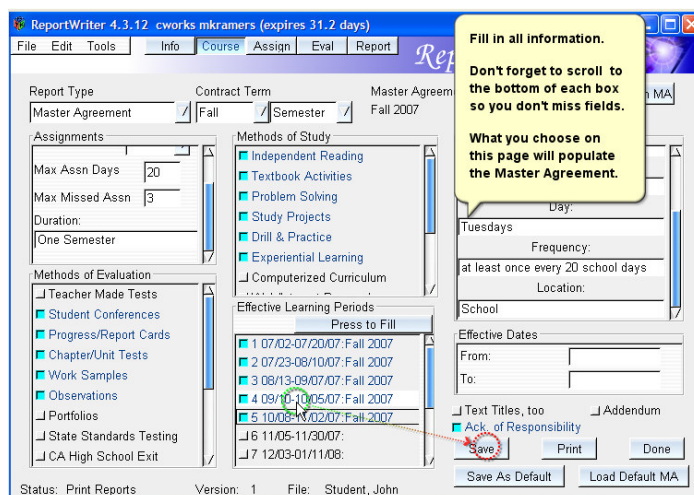 ReportWriter 4.3.12 cworks mkramers (expires 31.2 days)
File Edit Tools Info Course Assign Eval Report
Fill in all information.
Don't forget to scroll to
the bottom of each box
so you don't miss fields.
What you choose on
this page will populate
the Master Agreement.
Report Type Contract Term
Master Agreement Fall Semester Fall 2007
MA
Assignments
Max Assn Days 20
Max Missed Assn 3
Duration:
One Semester
Methods of Study
Independent Reading
Textbook Activities
Problem Solving
Study Projects
Drill & Practice
Experiential Learning
Computerized Curriculum
Day:
Tuesdays
Frequency:
at least once every 20 school days
Location:
School
Methods of Evaluation
Teacher Made Tests
Student Conferences
Progress/Report Cards
Chapter/Unit Tests
Work Samples
Observations
Portfolios
State Standards Testing
CA High School Exit
Effective Learning Periods
Press to Fill
1 07/02-07/20/07:Fall 2007
2 07/23-08/10/07:Fall 2007
3 08/13-09/07/07:Fall 2007
4 09/10-10/05/07:Fall 2007
5 10/08-11/02/07:Fall 2007
6 11/05-11/30/07:
7 12/03-01/11/08:
Effective Dates
From:
To:
Text Titles, too Addendum
Ack. of Responsibility
Save Print Done
Save As Default Load Default MA
Status: Print Reports Version: 1 File: Student, John